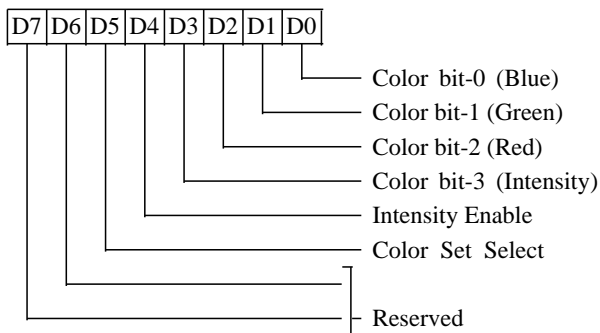 D7 D6 D5 D4 D3 D2 D1 D0
Color bit-0 (Blue)
Color bit-1 (Green)
Color bit-2 (Red)
Color bit-3 (Intensity)
Intensity Enable
Color Set Select
Reserved